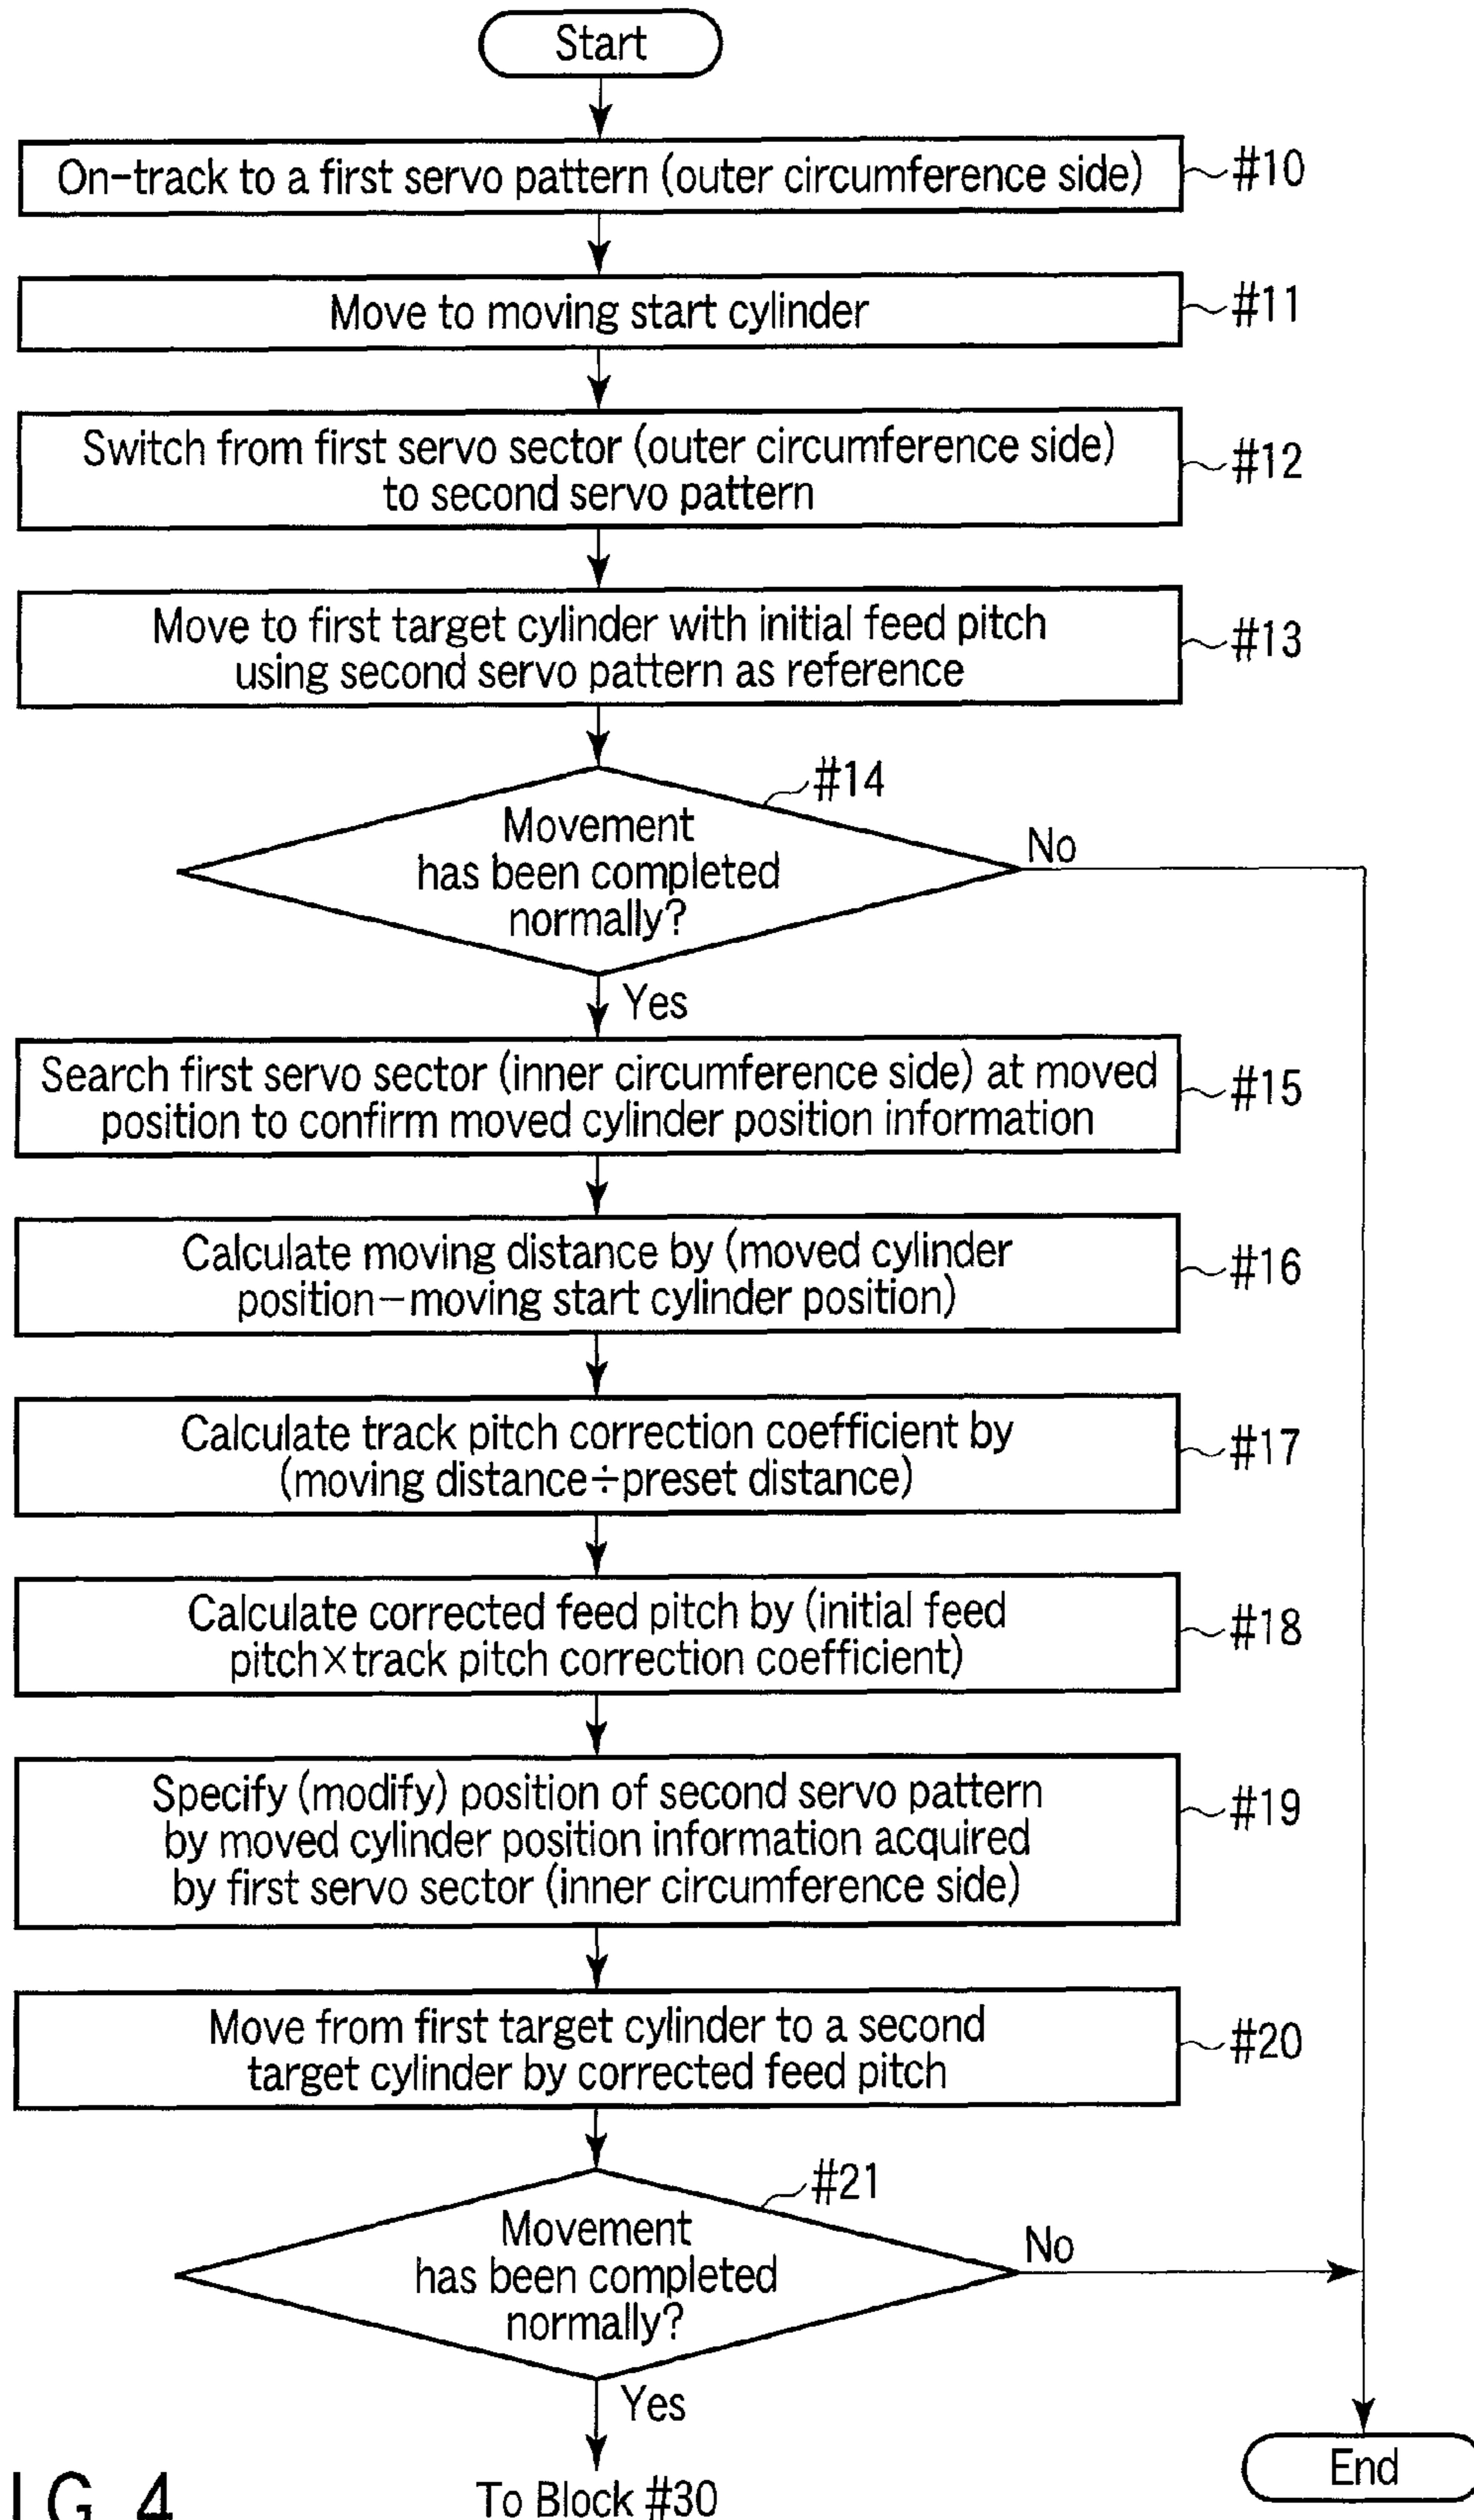 Start
On-track to a first servo pattern (outer circumference side)
#10
Move to moving start cylinder
#11
Switch from first servo sector (outer circumference side)
to second servo pattern
#12
Move to first target cylinder with initial feed pitch
using second servo pattern as reference
#13
#14
Movement
has been completed
normally?
No
Yes
Search first servo sector (inner circumference side) at moved
position to confirm moved cylinder position information
#15
Calculate moving distance by (moved cylinder
position−moving start cylinder position)
#16
Calculate track pitch correction coefficient by
(moving distance÷preset distance)
#17
Calculate corrected feed pitch by (initial feed
pitch×track pitch correction coefficient)
#18
Specify (modify) position of second servo pattern
by moved cylinder position information acquired
by first servo sector (inner circumference side)
#19
Move from first target cylinder to a second
target cylinder by corrected feed pitch
#20
#21
Movement
has been completed
normally?
No
Yes
To Block #30
End
IG. 4